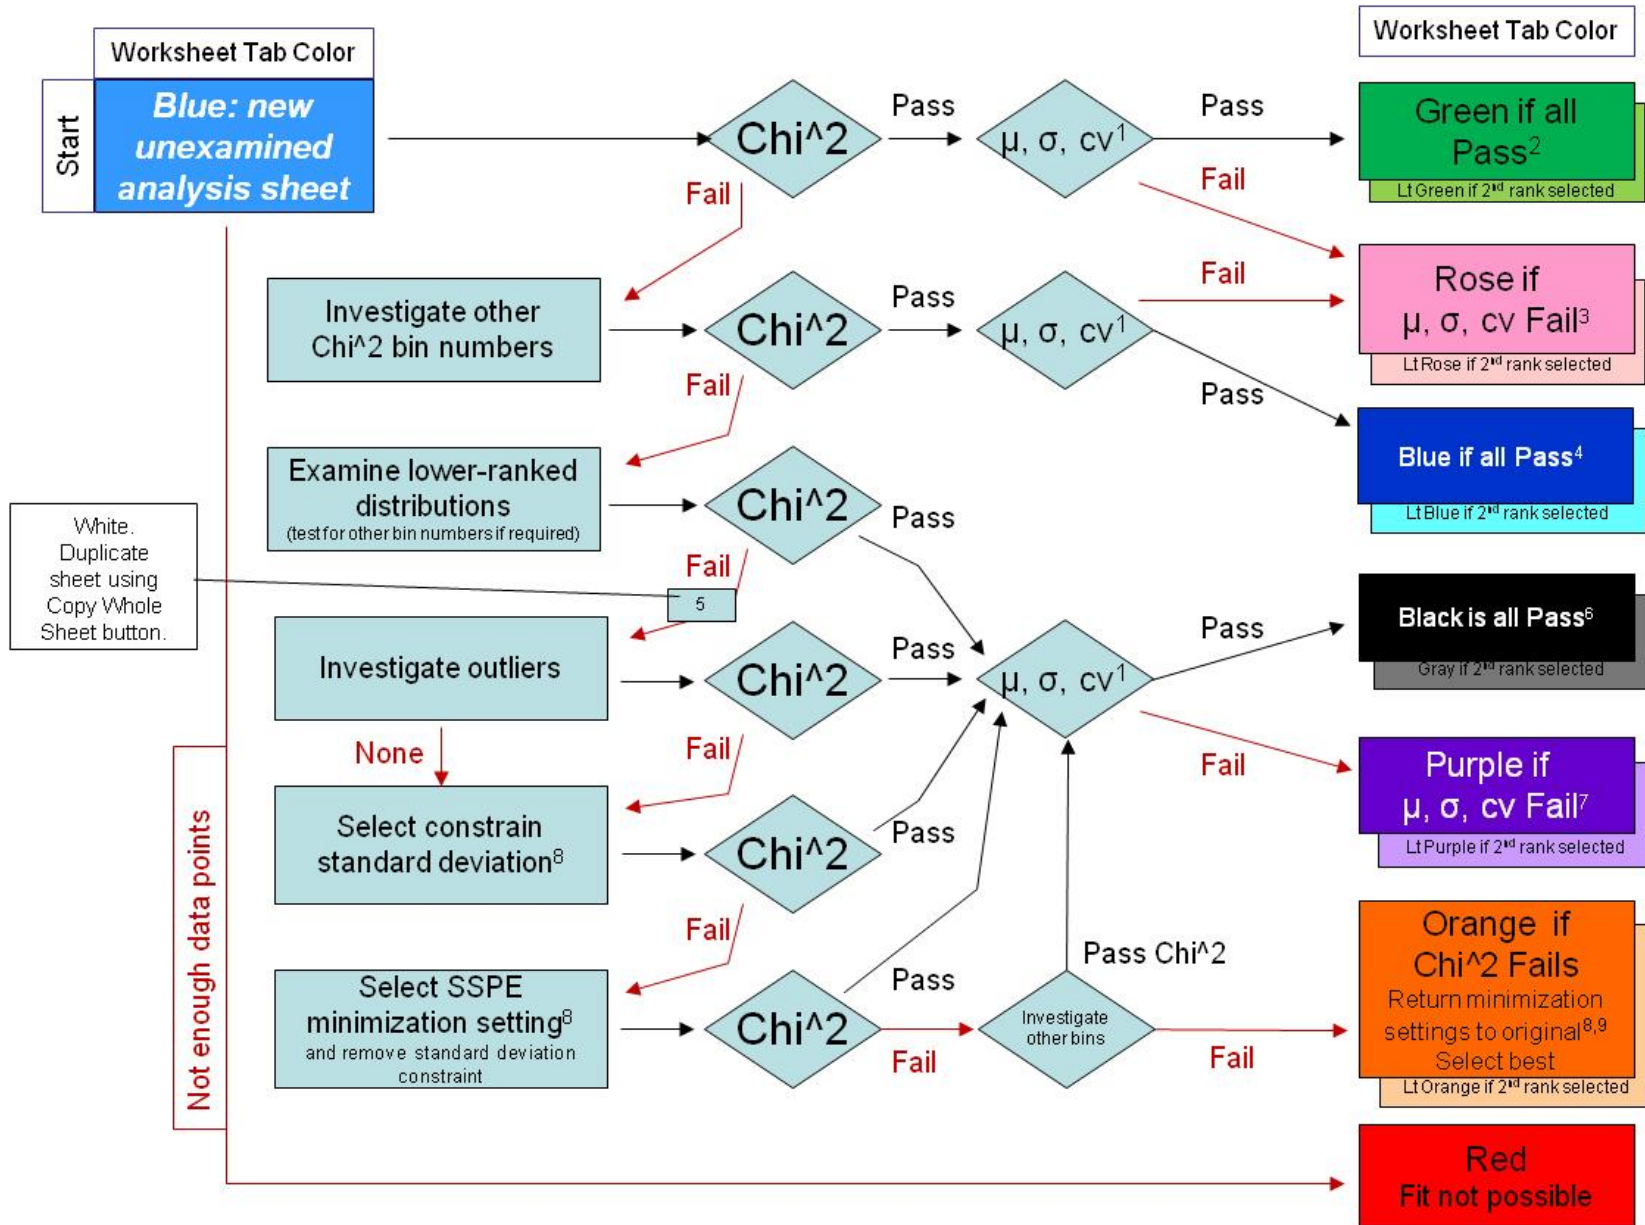 Worksheet Tab Color
Start
Blue: new
unexamined
analysis sheet
Chi^2
Pass
μ, σ, cv¹
Pass
Fail
Fail
Worksheet Tab Color
Green if all
Pass²
Lt Green if 2ⁿᵈ rank selected
Investigate other
Chi^2 bin numbers
Chi^2
Pass
μ, σ, cv¹
Fail
Pass
Fail
Rose if
μ, σ, cv Fail³
Lt Rose if 2ⁿᵈ rank selected
Blue if all Pass⁴
Lt Blue if 2ⁿᵈ rank selected
Examine lower-ranked
distributions
(test for other bin numbers if required)
Chi^2
Pass
Fail
5
White.
Duplicate
sheet using
Copy Whole
Sheet button.
Investigate outliers
Chi^2
Pass
μ, σ, cv¹
Pass
Fail
None
Fail
Black is all Pass⁶
Gray if 2ⁿᵈ rank selected
Purple if
μ, σ, cv Fail⁷
Lt Purple if 2ⁿᵈ rank selected
Select constrain
standard deviation⁸
Chi^2
Pass
Fail
Select SSPE
minimization setting⁸
and remove standard deviation
constraint
Chi^2
Pass
Fail
Investigate
other bins
Pass Chi^2
Fail
Orange if
Chi^2 Fails
Return minimization
settings to original⁸,⁹
Select best
Lt Orange if 2ⁿᵈ rank selected
Not enough data points
Red
Fit not possible